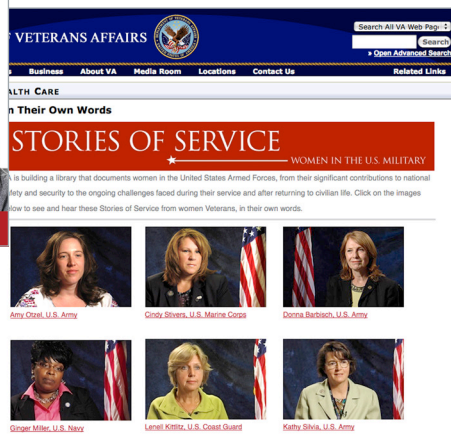 VETERANS AFFAIRS
Search All VA Web Page
Search
» Open Advanced Search
s Business About VA Media Room Locations Contact Us Related Links
ALTH CARE
n Their Own Words
STORIES OF SERVICE
WOMEN IN THE U.S. MILITARY
is building a library that documents women in the United States Armed Forces, from their significant contributions to national
fety and security to the ongoing challenges faced during their service and after returning to civilian life. Click on the images
low to see and hear these Stories of Service from women Veterans, in their own words.
Amy Otzel, U.S. Army
Cindy Stivers, U.S. Marine Corps
Donna Barbisch, U.S. Army
Ginger Miller, U.S. Navy
Lenell Kittlitz, U.S. Coast Guard
Kathy Silvia, U.S. Army